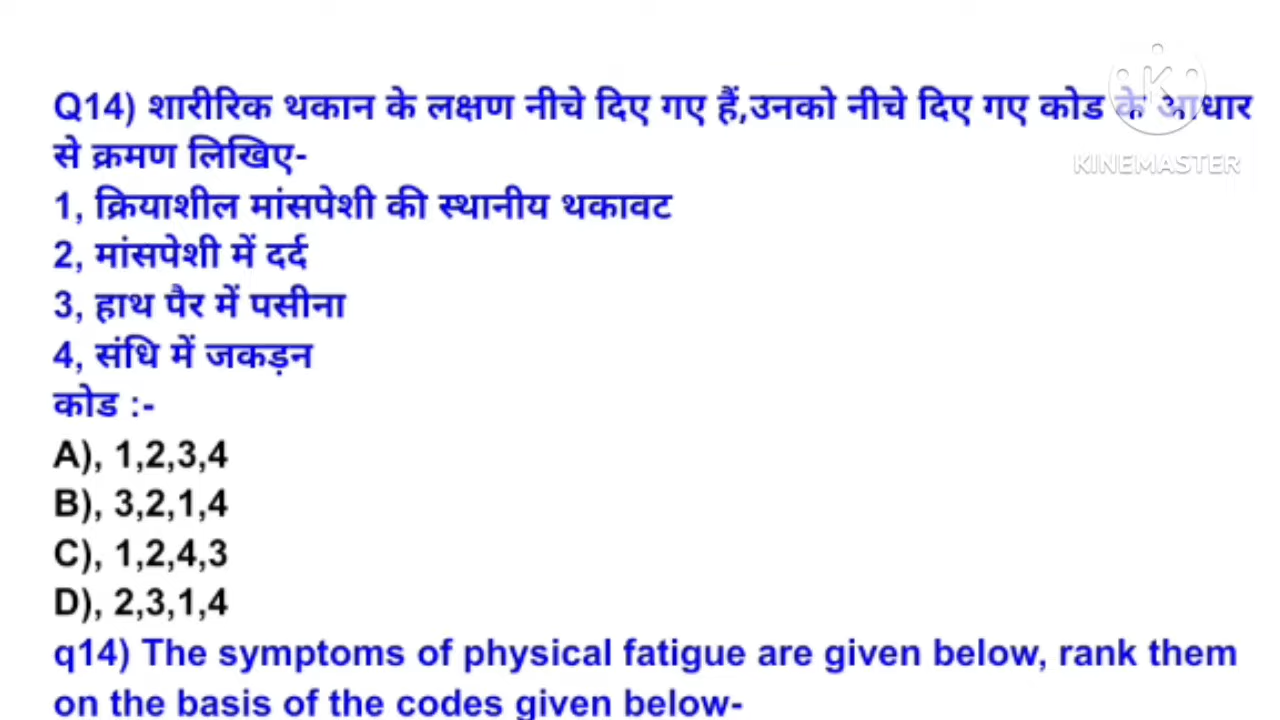 Q14) शारीरिक थकान के लक्षण नीचे दिए गए हैं,उनको नीचे दिए गए कोड के आधार
से क्रमण लिखिए-
1, क्रियाशील मांसपेशी की स्थानीय थकावट
2, मांसपेशी में दर्द
3, हाथ पैर में पसीना
4, संधि में जकड़न
कोड :-
A), 1,2,3,4
B), 3,2,1,4
C), 1,2,4,3
D), 2,3,1,4
q14) The symptoms of physical fatigue are given below, rank them
on the basis of the codes given below-
K
KINEMASTER